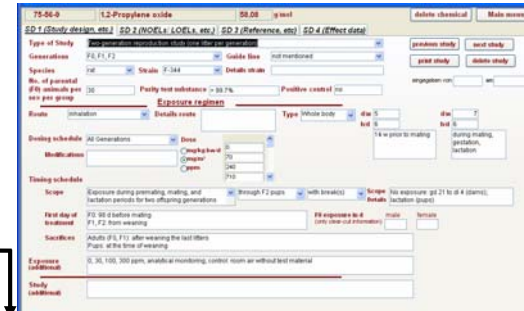 75-56-9 1,2-Propylene oxide 58,08 g/mol delete chemical Main menu
SD 1 (Study design, etc.) SD 2 (NOELs, LOELs, etc.) SD 3 (Reference, etc) SD 4 (Effect data)
Type of Study Two-generation reproduction study (one litter per generation) previous study next study
Generations F0, F1, F2 Guide line not mentioned print study delete study
Species rat Strain F-344 Details strain
No. of parental (F0) animals per sex per group 30 Purity test substance > 99.7% Positive control no
eingegeben von am
Exposure regimen
Route inhalation Details route Type Whole body d/w 5 d/w 7
h/d 6 h/d 6
14 w prior to mating during mating, gestation, lactation
Dosing schedule All Generations Dose
Modifications mg/kg bw/d 0
mg/m³ 70
ppm 240
710
Timing schedule
Scope Exposure during premating, mating, and lactation periods for two offspring generations through F2 pups with break(s) Scope Details No exposure: gd 21 to dl 4 (dams); lactation (pups)
First day of treatment F0: 98 d before mating
F1, F2: from weaning
F0 exposure in d male female
(only clear-cut information)
Sacrifices Adults (F0, F1): after weaning the last litters
Pups: at the time of weaning
Exposure (additional) 0, 30, 100, 300 ppm, analytical monitoring; control: room air without test material
Study (additional)